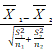 X̄₁ − X̄₂
√(S₁²/n₁ − S₂²/n₂)